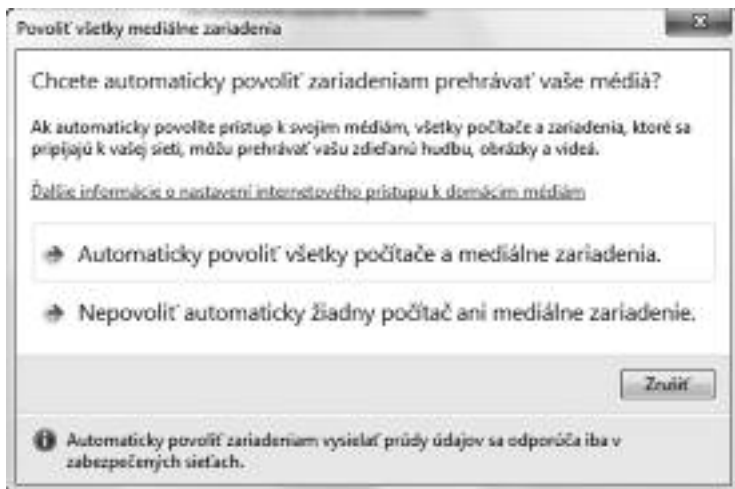 Povoliť všetky mediálne zariadenia
Chcete automaticky povoliť zariadeniam prehrávať vaše médiá?
Ak automaticky povolíte prístup k svojim médiám, všetky počítače a zariadenia, ktoré sa
pripájajú k vašej sieti, môžu prehrávať vašu zdieľanú hudbu, obrázky a videá.
Ďalšie informácie o nastavení internetového prístupu k domácim médiám
Automaticky povoliť všetky počítače a mediálne zariadenia.
Nepovoliť automaticky žiadny počítač ani mediálne zariadenie.
Zrušiť
Automaticky povoliť zariadeniam vysielať prúdy údajov sa odporúča iba v
zabezpečených sieťach.